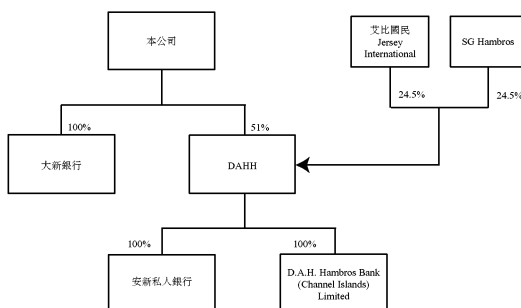 本公司
艾比國民
Jersey
International
SG Hambros
24.5%
24.5%
100%
51%
大新銀行
DAHH
100%
100%
安新私人銀行
D.A.H. Hambros Bank
(Channel Islands)
Limited